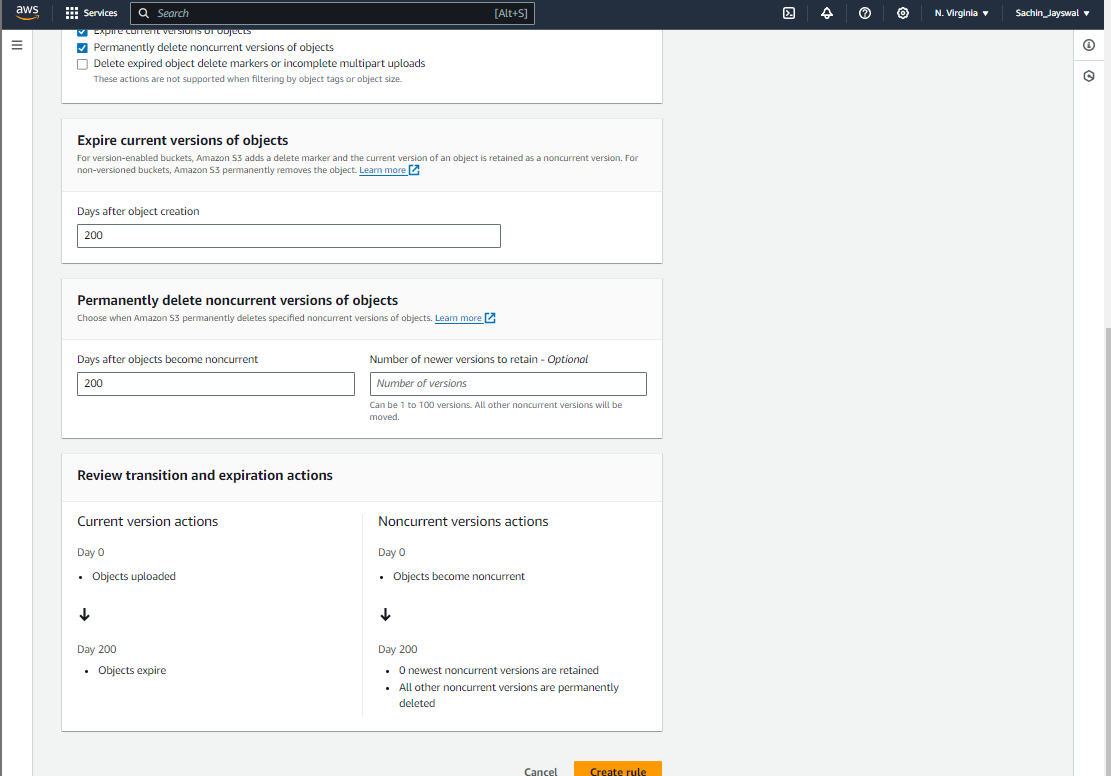 aws
Services
Search
[Alt+S]
N. Virginia
Sachin_Jayswal
Expire current versions of objects
Permanently delete noncurrent versions of objects
Delete expired object delete markers or incomplete multipart uploads
These actions are not supported when filtering by object tags or object size.
Expire current versions of objects
For version-enabled buckets, Amazon S3 adds a delete marker and the current version of an object is retained as a noncurrent version. For
non-versioned buckets, Amazon S3 permanently removes the object. Learn more
Days after object creation
200
Permanently delete noncurrent versions of objects
Choose when Amazon S3 permanently deletes specified noncurrent versions of objects. Learn more
Days after objects become noncurrent
200
Number of newer versions to retain - Optional
Number of versions
Can be 1 to 100 versions. All other noncurrent versions will be
moved.
Review transition and expiration actions
Current version actions
Day 0
Objects uploaded
Day 200
Objects expire
Noncurrent versions actions
Day 0
Objects become noncurrent
Day 200
0 newest noncurrent versions are retained
All other noncurrent versions are permanently
deleted
Cancel
Create rule